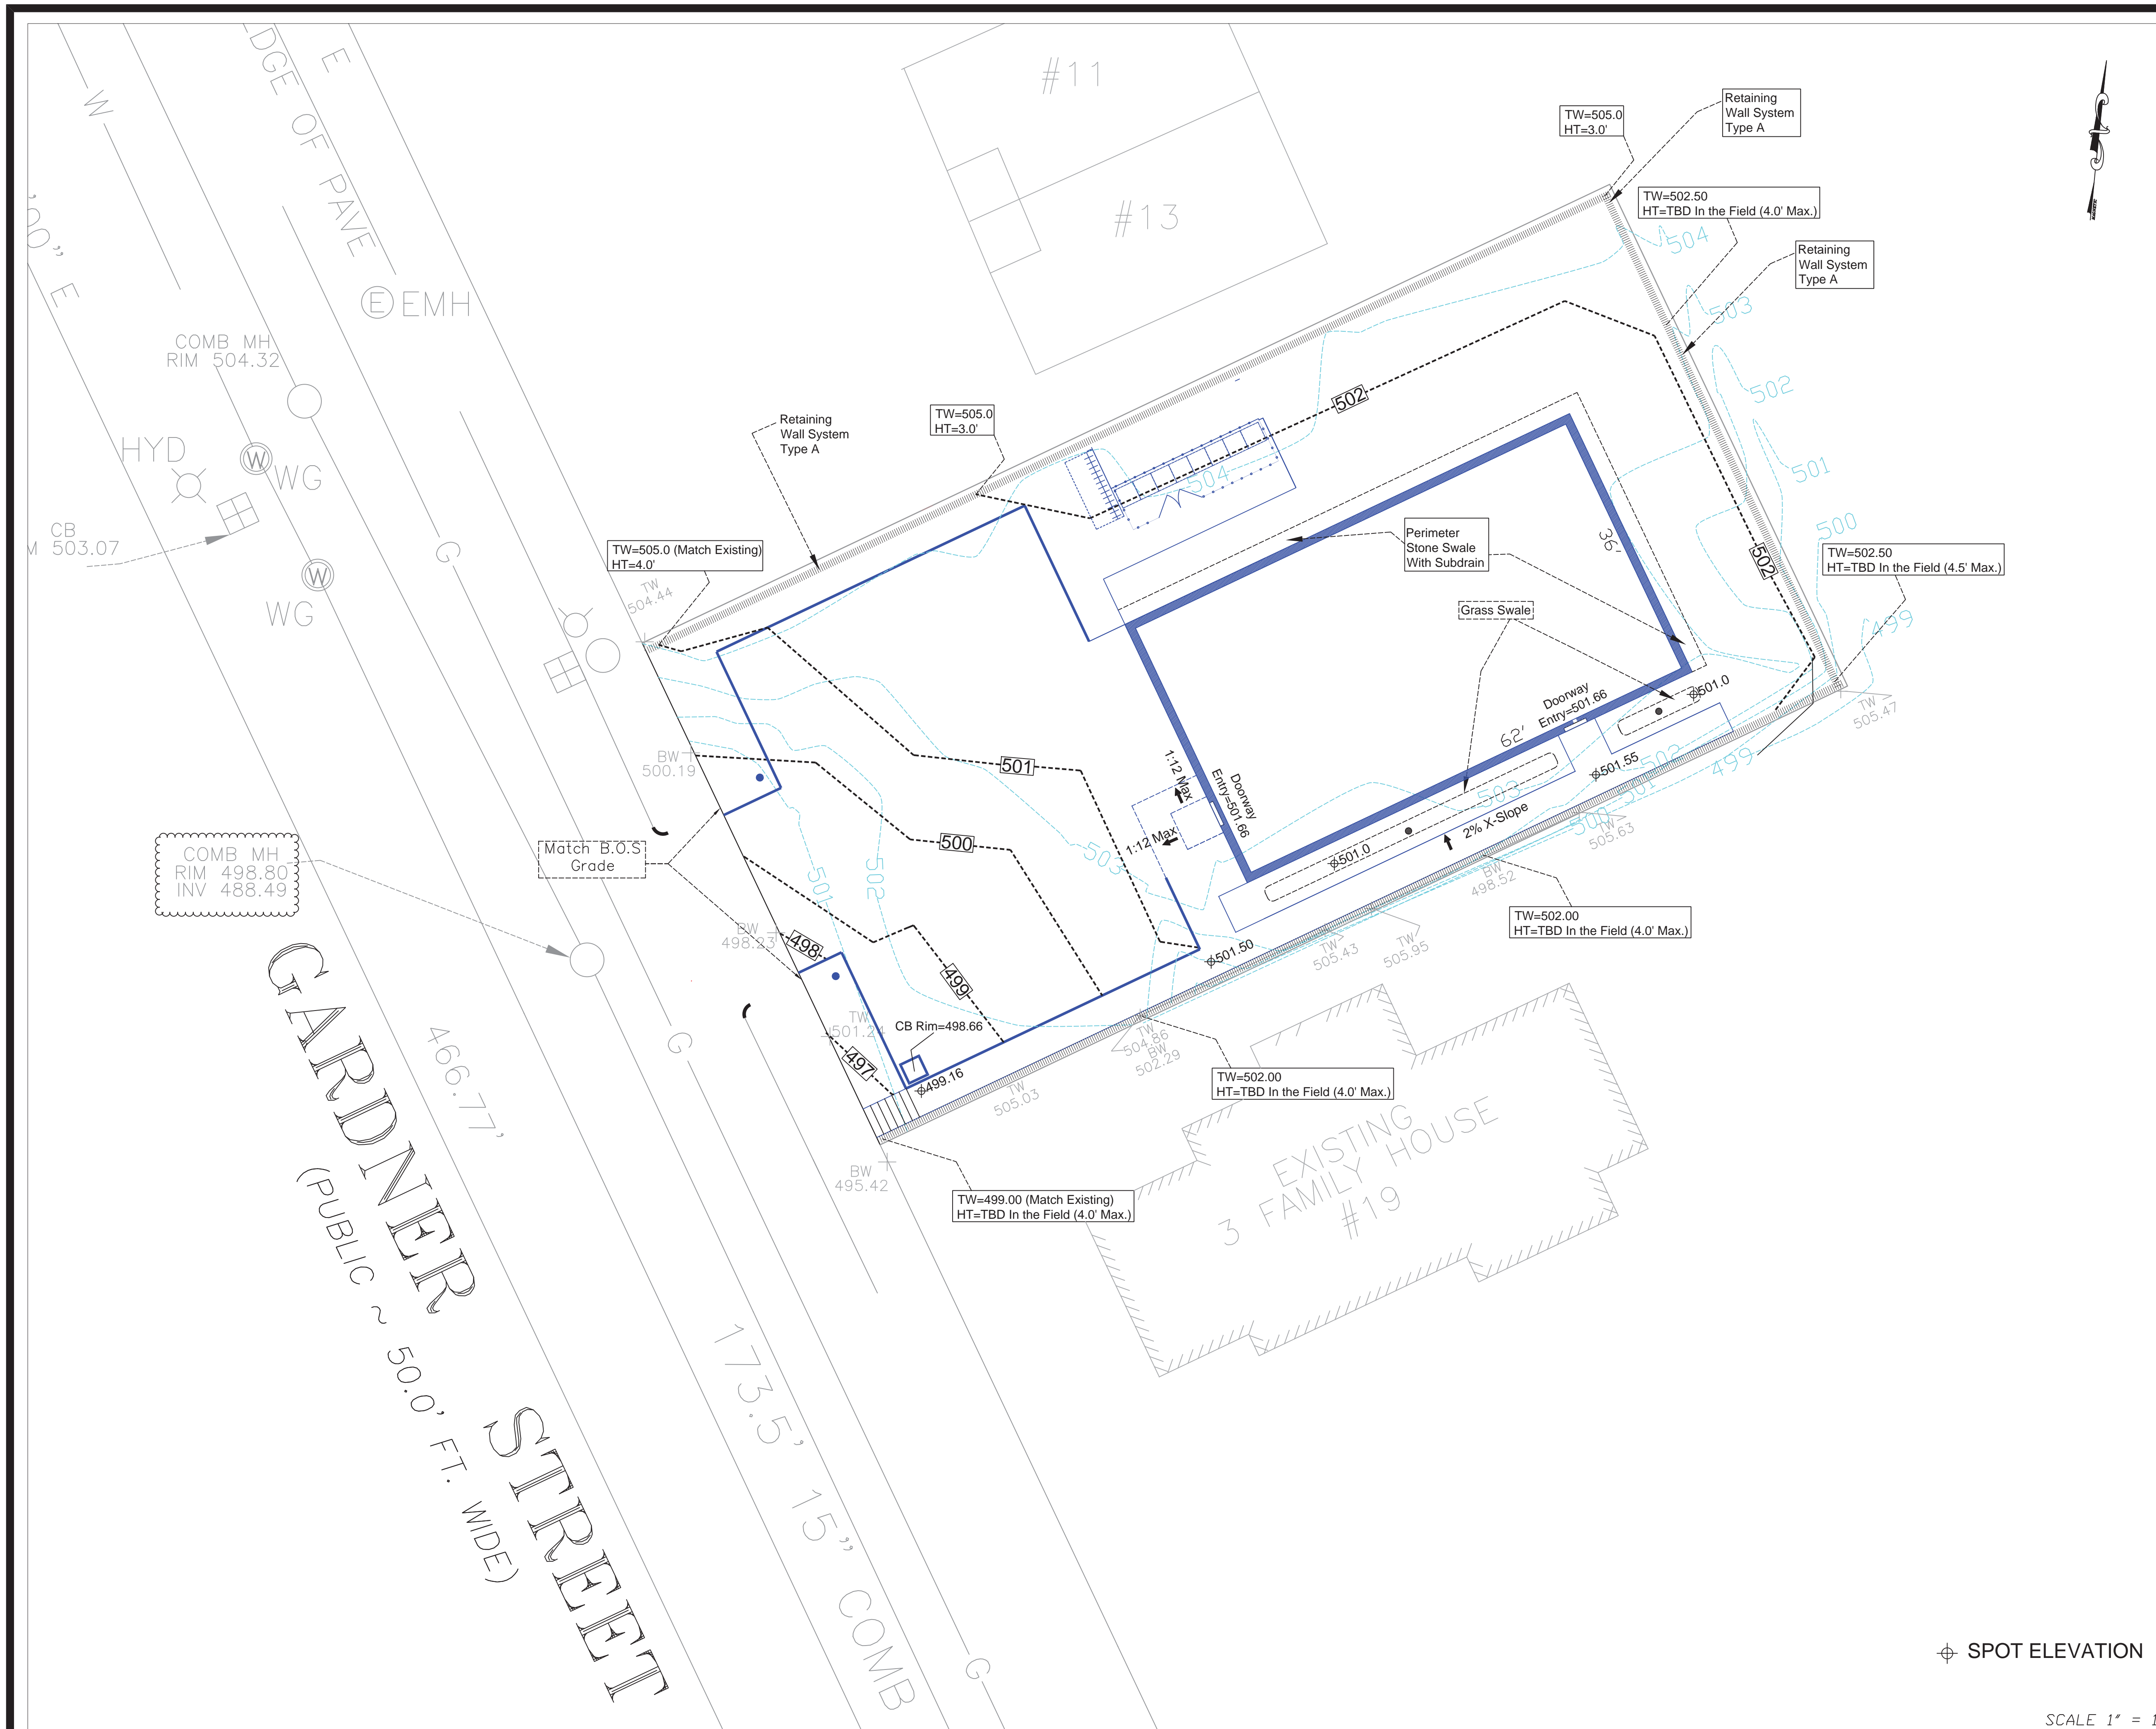 #11
#13
W
EDGE OF PAVE
E
'00" E
E EMH
COMB MH
RIM 504.32
HYD
W WG
CB
M 503.07
W
WG
G
TW=505.0
HT=3.0'
Retaining
Wall System
Type A
TW=502.50
HT=TBD In the Field (4.0' Max.)
Retaining
Wall System
Type A
504
503
502
501
500
499
Retaining
Wall System
Type A
TW=505.0
HT=3.0'
TW=505.0 (Match Existing)
HT=4.0'
TW
504.44
502
504
Perimeter
Stone Swale
With Subdrain
36'
502
TW=502.50
HT=TBD In the Field (4.5' Max.)
Grass Swale
501.0
TW
505.47
Doorway
Entry=501.66
62'
501.55
502
501
500
499
503
BW
500.19
501
1:12 Max
Doorway
Entry=501.66
1:12 Max
2% X-Slope
501.0
TW
505.63
BW
498.52
Match B.O.S
Grade
500
503
501
502
COMB MH
RIM 498.80
INV 488.49
TW=502.00
HT=TBD In the Field (4.0' Max.)
BW
498.23
498
499
501.50
TW
505.43
TW
505.95
TW
501.24
CB Rim=498.66
497
499.16
TW
504.86
BW
502.29
TW
505.03
TW=502.00
HT=TBD In the Field (4.0' Max.)
BW
495.42
TW=499.00 (Match Existing)
HT=TBD In the Field (4.0' Max.)
EXISTING
3 FAMILY HOUSE
#19
G
466.77'
GARDNER STREET
(PUBLIC ~ 50.0' FT. WIDE)
173.5' 15" COMB
G
SPOT ELEVATION
SCALE 1" =